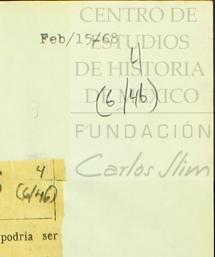 CENTRO DE
Feb/15-68
ESTUDIOS
DE HISTORIA
4
DE MÉXICO
(6/46)
FUNDACIÓN
Carlos Slim
4
(6/46)
podría ser